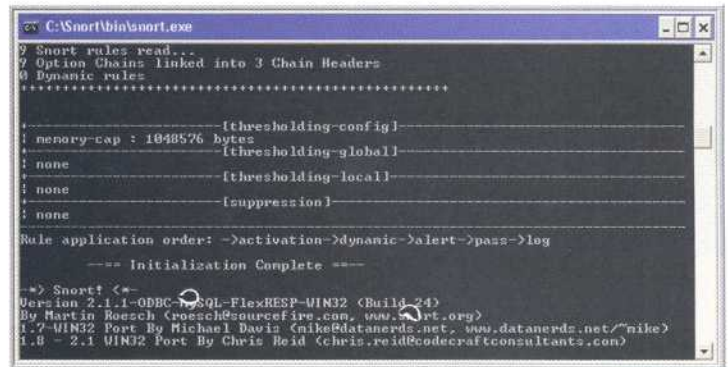 C:\Snort\bin\snort.exe
9 Snort rules read...
9 Option Chains linked into 3 Chain Headers
0 Dynamic rules
++++++++++++++++++++++++++++++++++++++++++++++++++++
+-----------------------[thresholding-config]----------------------------------
| memory-cap : 1048576 bytes
+-----------------------[thresholding-global]----------------------------------
| none
+-----------------------[thresholding-local]-----------------------------------
| none
+-----------------------[suppression]------------------------------------------
| none
-------------------------------------------------------------------------------
Rule application order: ->activation->dynamic->alert->pass->log
--== Initialization Complete ==--
-*> Snort! <*-
Version 2.1.1-ODBC-MySQL-FlexRESP-WIN32 (Build 24)
By Martin Roesch (roesch@sourcefire.com, www.snort.org)
1.7-WIN32 Port By Michael Davis (mike@datanerds.net, www.datanerds.net/~mike)
1.8 - 2.1 WIN32 Port By Chris Reid (chris.reid@codecraftconsultants.com)